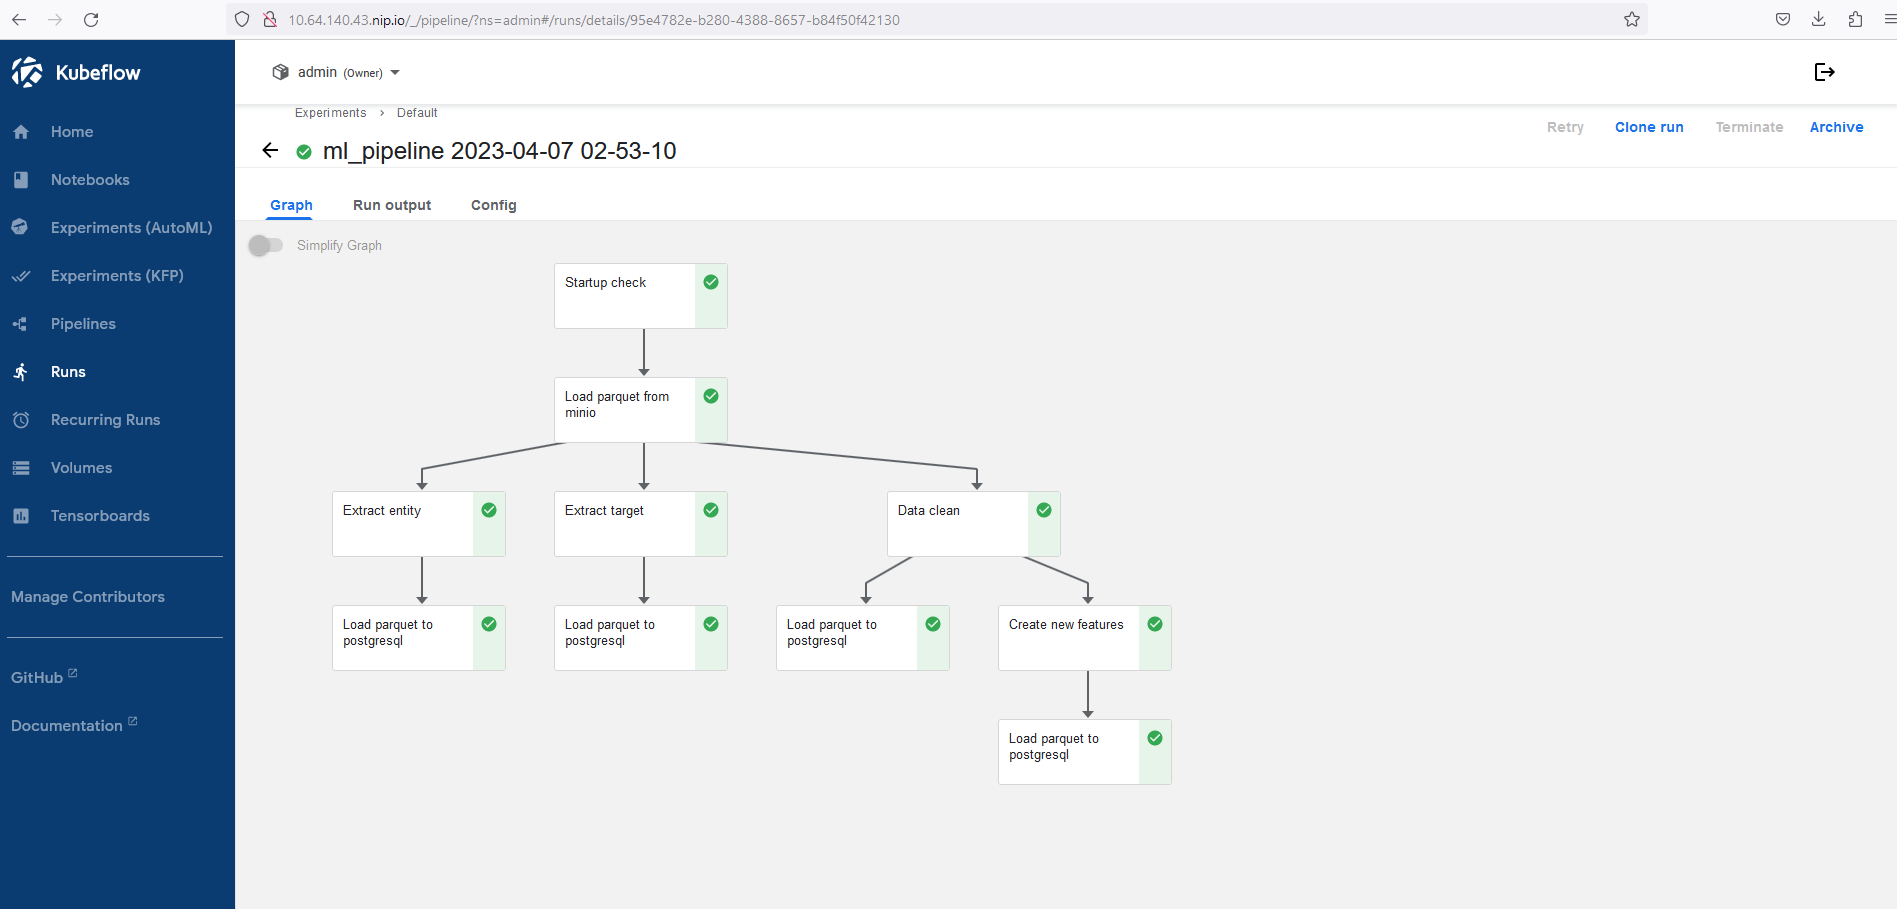 10.64.140.43.nip.io/_/pipeline/?ns=admin#/runs/details/95e4782e-b280-4388-8657-b84f50f42130
Kubeflow
Home
Notebooks
Experiments (AutoML)
Experiments (KFP)
Pipelines
Runs
Recurring Runs
Volumes
Tensorboards
Manage Contributors
GitHub
Documentation
admin (Owner)
Experiments > Default
Retry
Clone run
Terminate
Archive
ml_pipeline 2023-04-07 02-53-10
Graph
Run output
Config
Simplify Graph
Startup check
Load parquet from
minio
Extract entity
Extract target
Data clean
Load parquet to
postgresql
Load parquet to
postgresql
Load parquet to
postgresql
Create new features
Load parquet to
postgresql